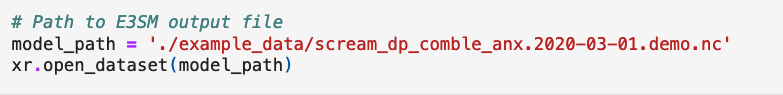 # Path to E3SM output file
model_path = './example_data/scream_dp_comble_anx.2020-03-01.demo.nc'
xr.open_dataset(model_path)